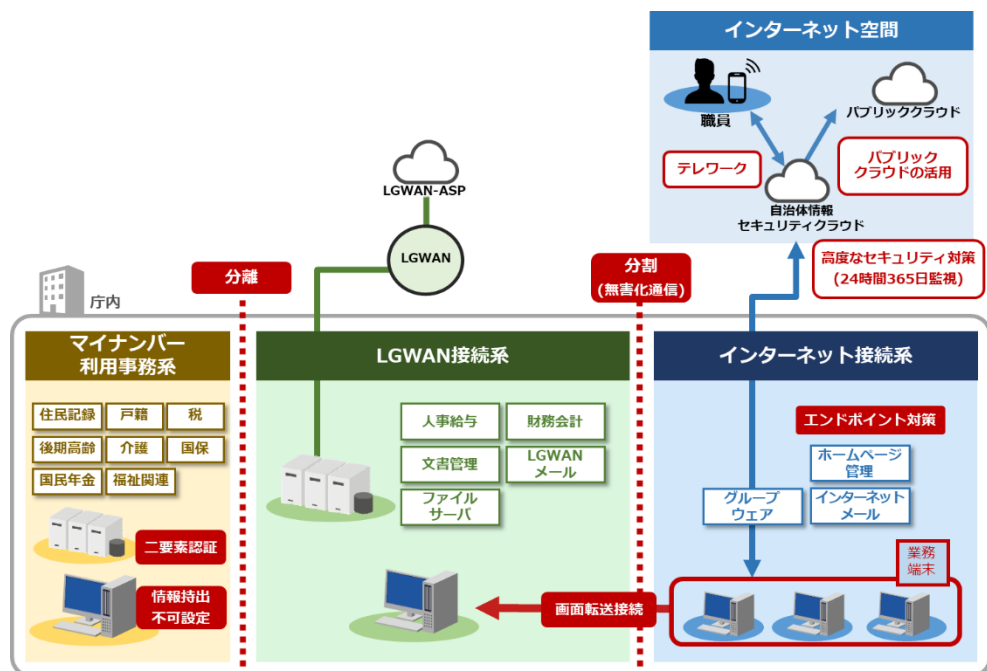 インターネット空間
職員
パブリッククラウド
テレワーク
パブリック
クラウドの活用
自治体情報
セキュリティクラウド
LGWAN-ASP
LGWAN
高度なセキュリティ対策
(24時間365日監視)
分離
分割
(無害化通信)
庁内
マイナンバー
利用事務系
住民記録
戸籍
税
後期高齢
介護
国保
国民年金
福祉関連
二要素認証
情報持出
不可設定
LGWAN接続系
人事給与
財務会計
文書管理
LGWAN
メール
ファイル
サーバ
画面転送接続
インターネット接続系
エンドポイント対策
ホームページ
管理
グループ
ウェア
インターネット
メール
業務
端末